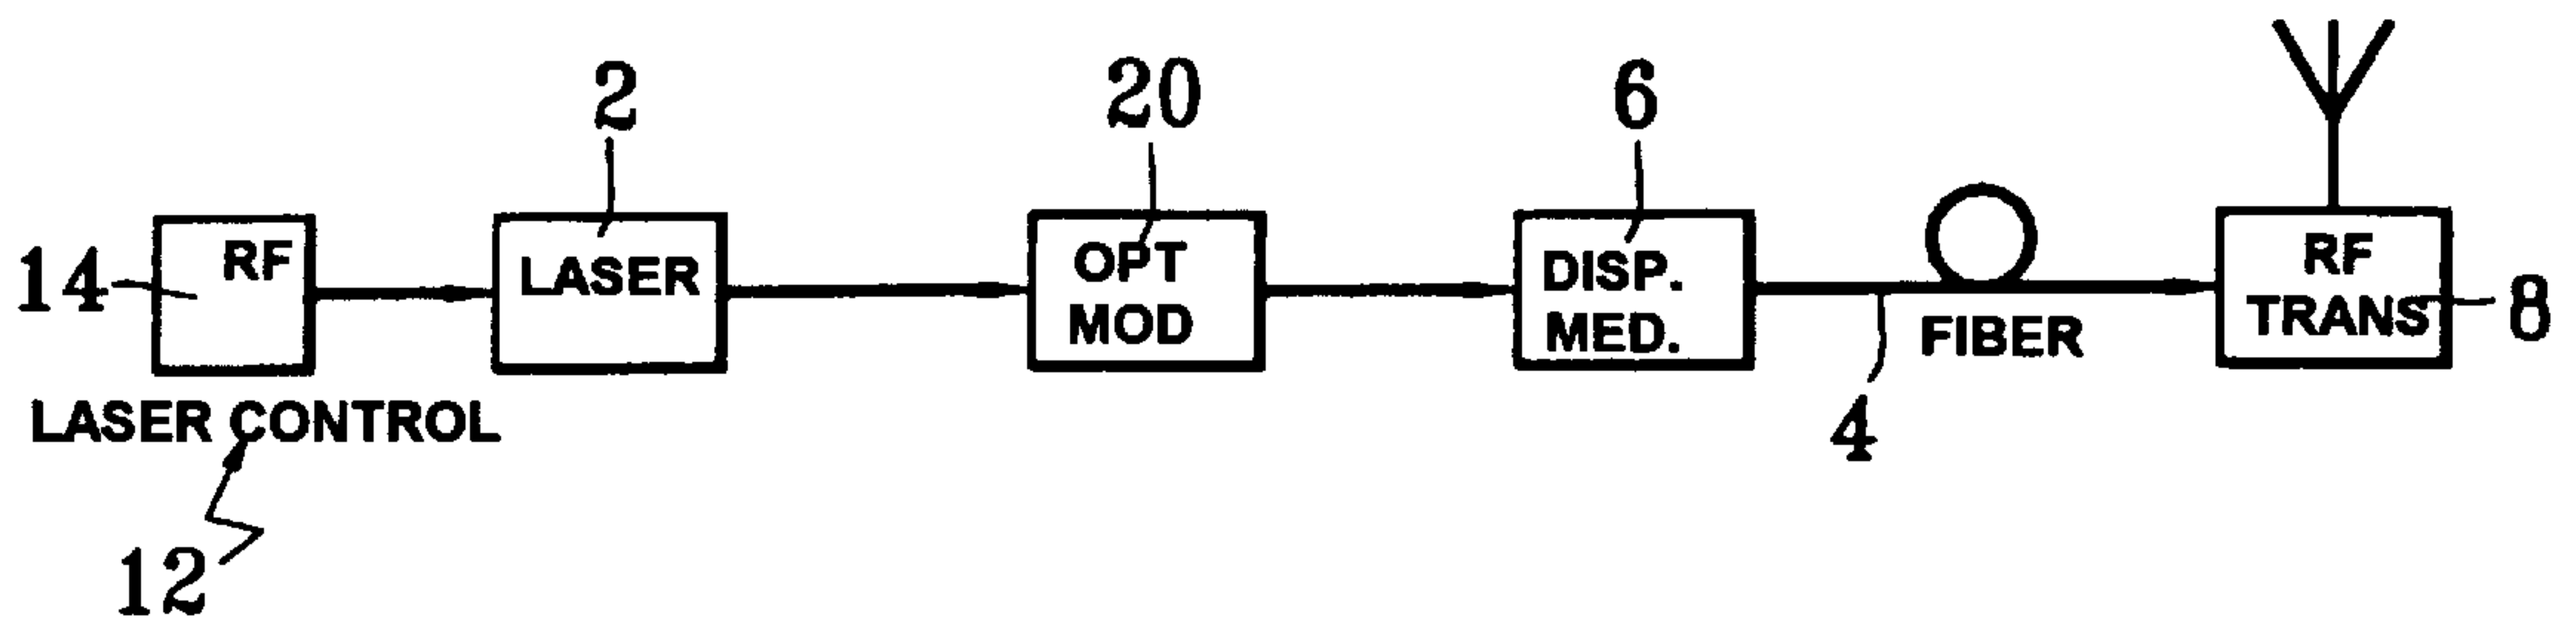 2
20
6
14
RF
LASER
OPT
MOD
DISP.
MED.
FIBER
RF
TRANS
8
LASER CONTROL
4
12